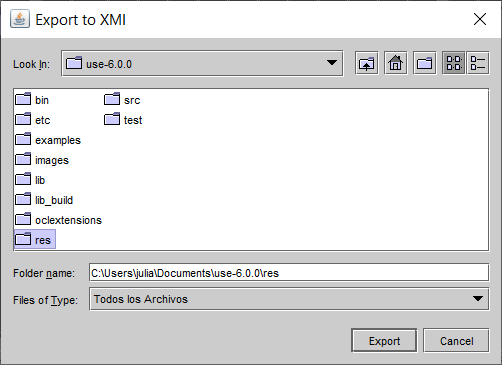 Export to XMI
Look In: use-6.0.0
bin src
etc test
examples
images
lib
lib_build
oclextensions
res
Folder name: C:\Users\julia\Documents\use-6.0.0\res
Files of Type: Todos los Archivos
Export Cancel